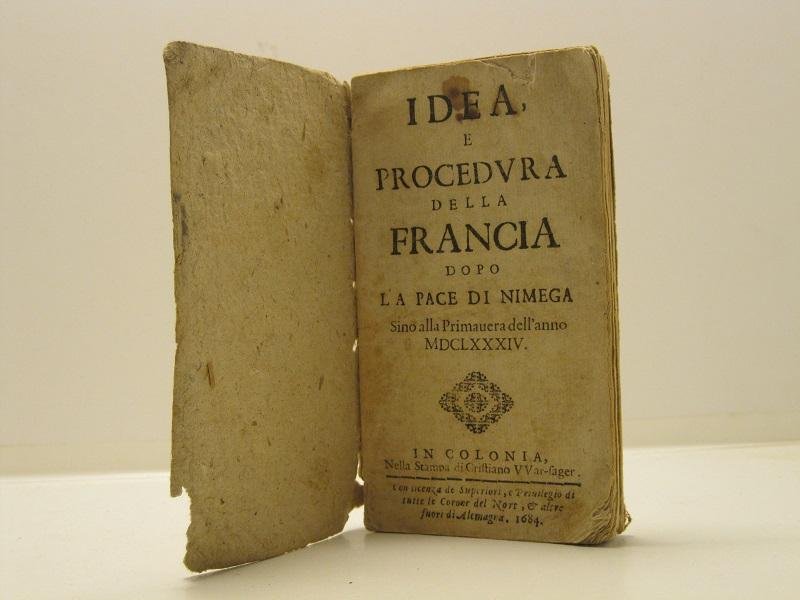 IDEA,
E
PROCEDVRA
DELLA
FRANCIA
DOPO
LA PACE DI NIMEGA
Sino alla Primauera dell'anno
MDCLXXXIV.
IN COLONIA,
Nella Stampa di Cristiano VVar-sager.
Con licenza de Superiori, e Priuilegio di
tutte le Corone del Nort, & altre
fuori di Alemagna. 1684.